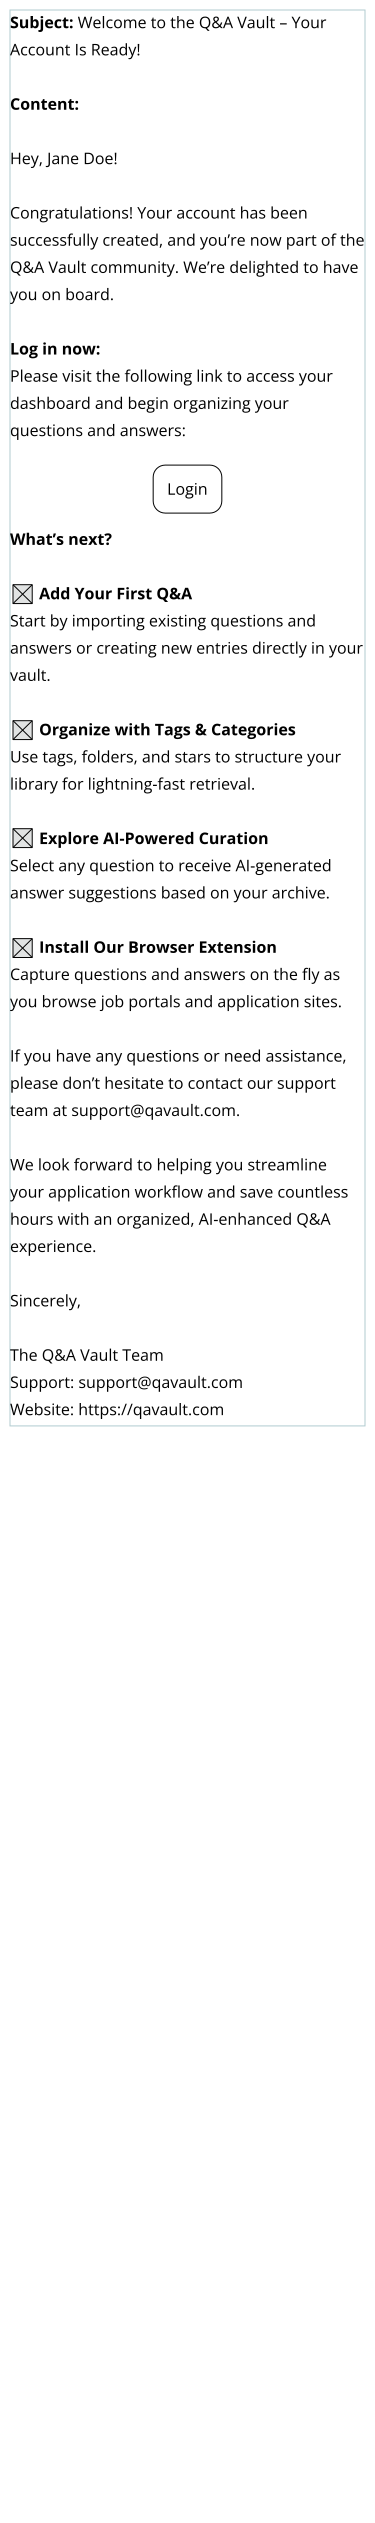 Subject: Welcome to the Q&A Vault – Your
Account Is Ready!
Content:
Hey, Jane Doe!
Congratulations! Your account has been
successfully created, and you’re now part of the
Q&A Vault community. We’re delighted to have
you on board.
Log in now:
Please visit the following link to access your
dashboard and begin organizing your
questions and answers:
Login
What’s next?
Add Your First Q&A
Start by importing existing questions and
answers or creating new entries directly in your
vault.
Organize with Tags & Categories
Use tags, folders, and stars to structure your
library for lightning-fast retrieval.
Explore AI-Powered Curation
Select any question to receive AI-generated
answer suggestions based on your archive.
Install Our Browser Extension
Capture questions and answers on the fly as
you browse job portals and application sites.
If you have any questions or need assistance,
please don’t hesitate to contact our support
team at support@qavault.com.
We look forward to helping you streamline
your application workflow and save countless
hours with an organized, AI-enhanced Q&A
experience.
Sincerely,
The Q&A Vault Team
Support: support@qavault.com
Website: https://qavault.com